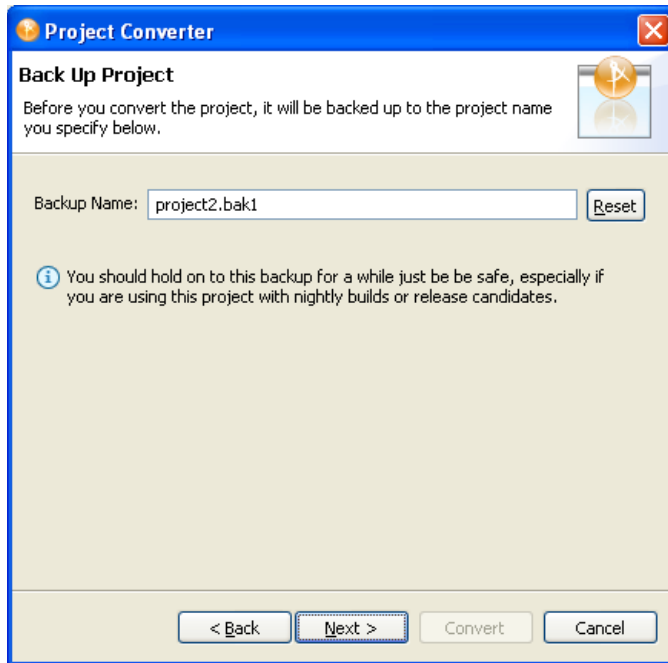 Project Converter
Back Up Project
Before you convert the project, it will be backed up to the project name
you specify below.
Backup Name: project2.bak1 Reset
You should hold on to this backup for a while just be be safe, especially if
you are using this project with nightly builds or release candidates.
< Back Next > Convert Cancel